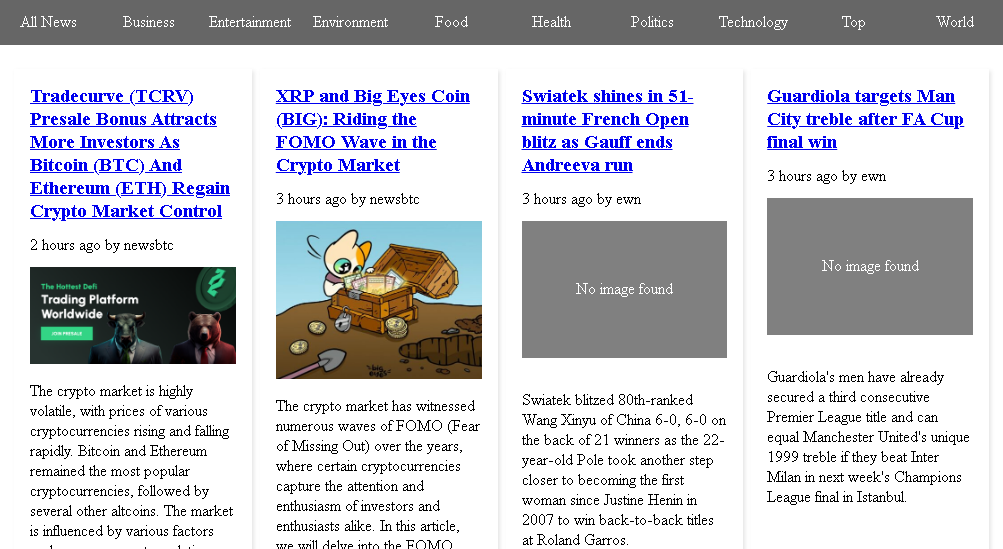 All News
Business
Entertainment
Environment
Food
Health
Politics
Technology
Top
World
Tradecurve (TCRV)
Presale Bonus Attracts
More Investors As
Bitcoin (BTC) And
Ethereum (ETH) Regain
Crypto Market Control
2 hours ago by newsbtc
The Hottest Defi
Trading Platform
Worldwide
JOIN PRESALE
The crypto market is highly
volatile, with prices of various
cryptocurrencies rising and falling
rapidly. Bitcoin and Ethereum
remained the most popular
cryptocurrencies, followed by
several other altcoins. The market
is influenced by various factors
XRP and Big Eyes Coin
(BIG): Riding the
FOMO Wave in the
Crypto Market
3 hours ago by newsbtc
big eyes
The crypto market has witnessed
numerous waves of FOMO (Fear
of Missing Out) over the years,
where certain cryptocurrencies
capture the attention and
enthusiasm of investors and
enthusiasts alike. In this article,
we will delve into the FOMO
Swiatek shines in 51-
minute French Open
blitz as Gauff ends
Andreeva run
3 hours ago by ewn
No image found
Swiatek blitzed 80th-ranked
Wang Xinyu of China 6-0, 6-0 on
the back of 21 winners as the 22-
year-old Pole took another step
closer to becoming the first
woman since Justine Henin in
2007 to win back-to-back titles
at Roland Garros.
Guardiola targets Man
City treble after FA Cup
final win
3 hours ago by ewn
No image found
Guardiola's men have already
secured a third consecutive
Premier League title and can
equal Manchester United's unique
1999 treble if they beat Inter
Milan in next week's Champions
League final in Istanbul.